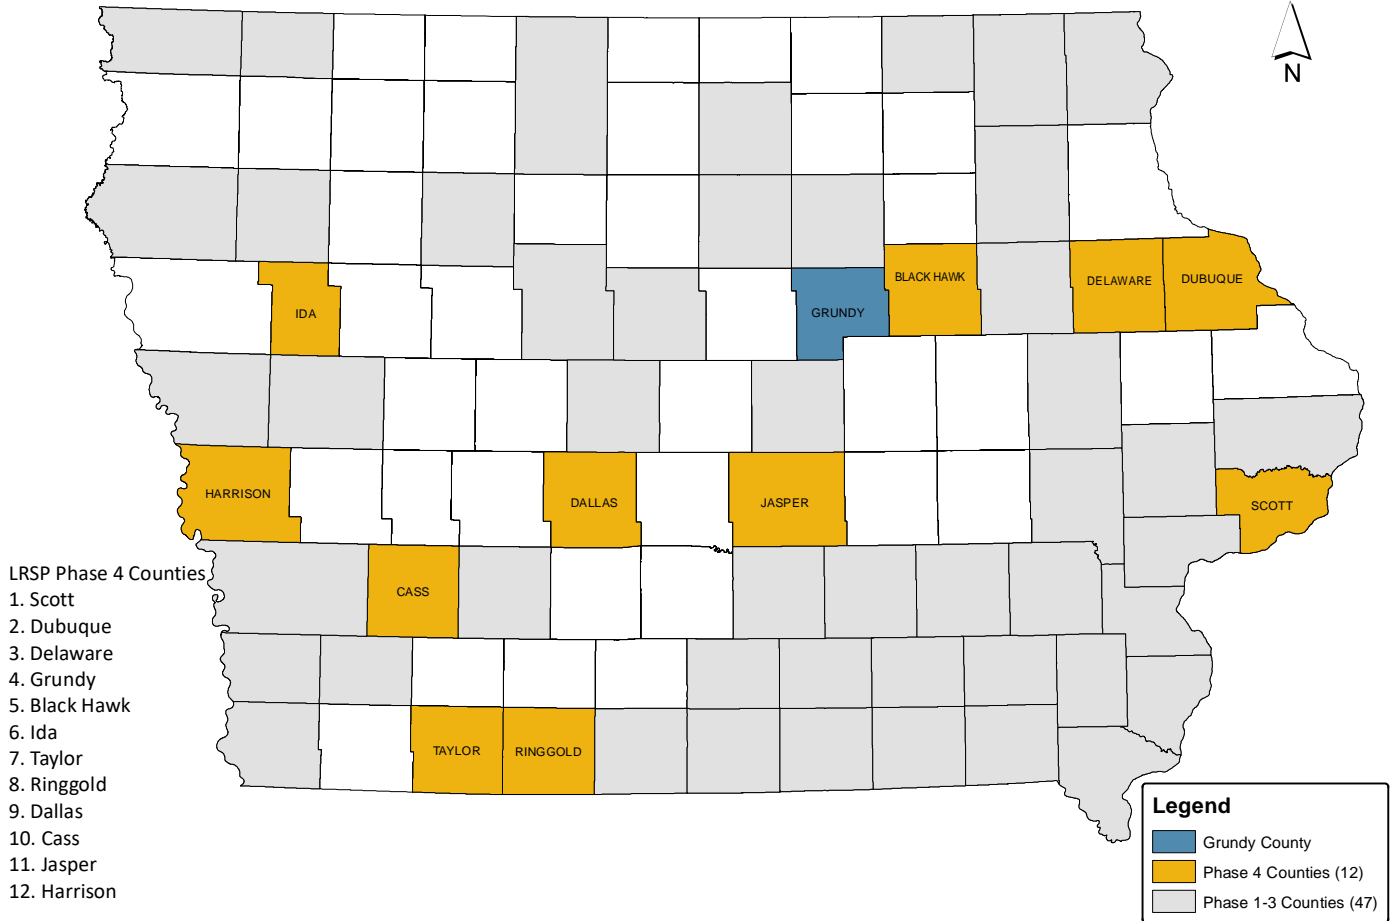 N
BLACK HAWK
DELAWARE
DUBUQUE
IDA
GRUNDY
HARRISON
DALLAS
JASPER
SCOTT
CASS
TAYLOR
RINGGOLD
LRSP Phase 4 Counties
1. Scott
2. Dubuque
3. Delaware
4. Grundy
5. Black Hawk
6. Ida
7. Taylor
8. Ringgold
9. Dallas
10. Cass
11. Jasper
12. Harrison
Legend
Grundy County
Phase 4 Counties (12)
Phase 1-3 Counties (47)